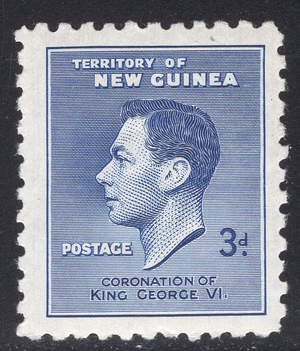 TERRITORY OF
NEW GUINEA
POSTAGE
3d.
CORONATION OF
KING GEORGE VI.